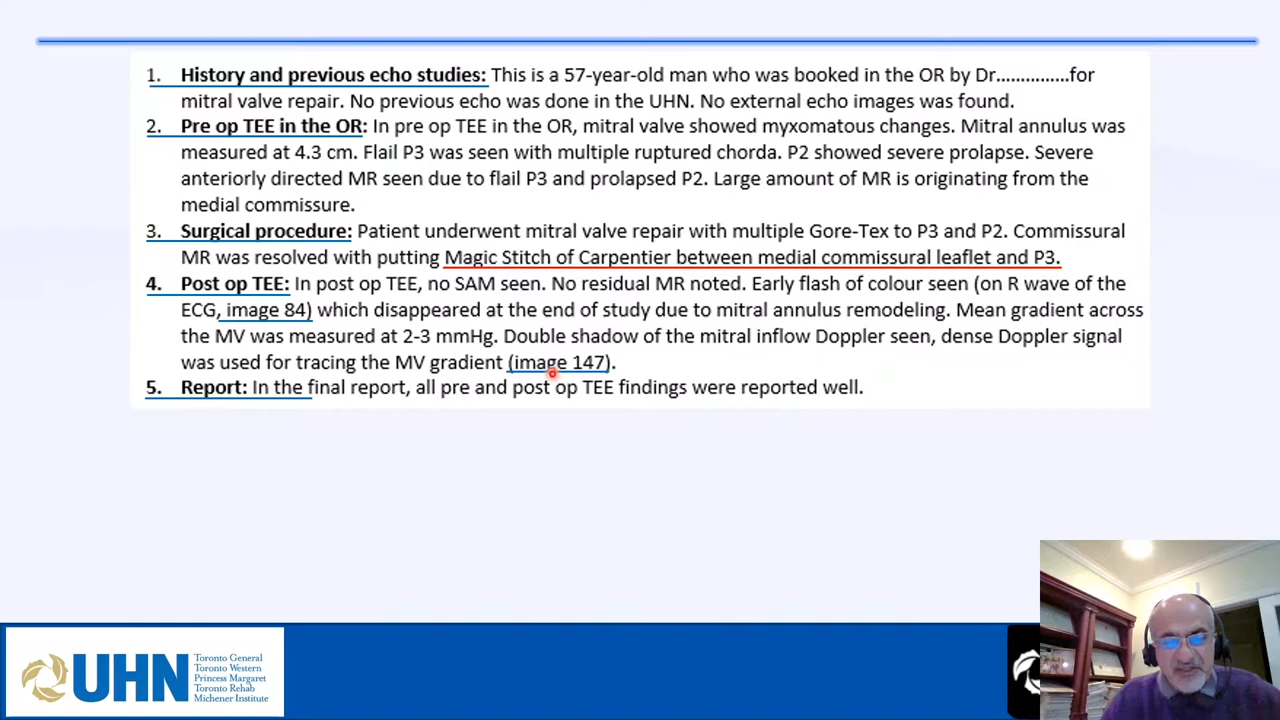 1. History and previous echo studies: This is a 57-year-old man who was booked in the OR by Dr...............for
mitral valve repair. No previous echo was done in the UHN. No external echo images was found.
2. Pre op TEE in the OR: In pre op TEE in the OR, mitral valve showed myxomatous changes. Mitral annulus was
measured at 4.3 cm. Flail P3 was seen with multiple ruptured chorda. P2 showed severe prolapse. Severe
anteriorly directed MR seen due to flail P3 and prolapsed P2. Large amount of MR is originating from the
medial commissure.
3. Surgical procedure: Patient underwent mitral valve repair with multiple Gore-Tex to P3 and P2. Commissural
MR was resolved with putting Magic Stitch of Carpentier between medial commissural leaflet and P3.
4. Post op TEE: In post op TEE, no SAM seen. No residual MR noted. Early flash of colour seen (on R wave of the
ECG, image 84) which disappeared at the end of study due to mitral annulus remodeling. Mean gradient across
the MV was measured at 2-3 mmHg. Double shadow of the mitral inflow Doppler seen, dense Doppler signal
was used for tracing the MV gradient (image 147).
5. Report: In the final report, all pre and post op TEE findings were reported well.
UHN
Toronto General
Toronto Western
Princess Margaret
Toronto Rehab
Michener Institute